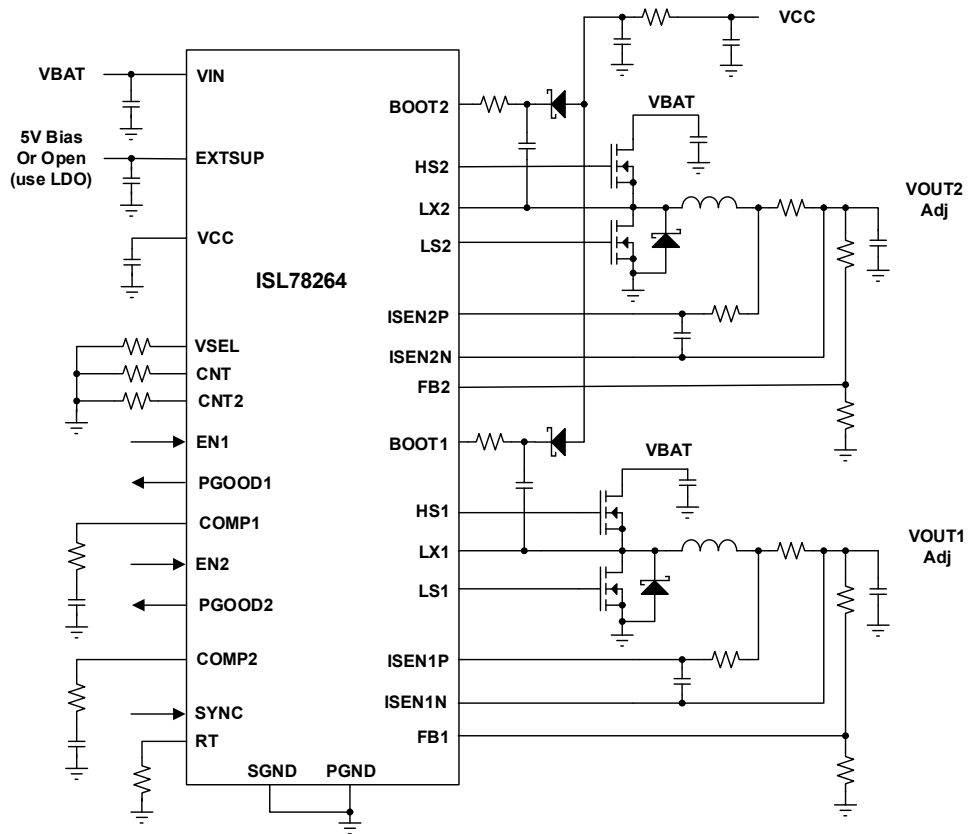 VBAT
5V Bias
Or Open
(use LDO)
VIN
EXTSUP
VCC
ISL78264
VSEL
CNT
CNT2
EN1
PGOOD1
COMP1
EN2
PGOOD2
COMP2
SYNC
RT
SGND PGND
BOOT2
HS2
LX2
LS2
ISEN2P
ISEN2N
FB2
BOOT1
HS1
LX1
LS1
ISEN1P
ISEN1N
FB1
VCC
VBAT
VOUT2
Adj
VBAT
VOUT1
Adj